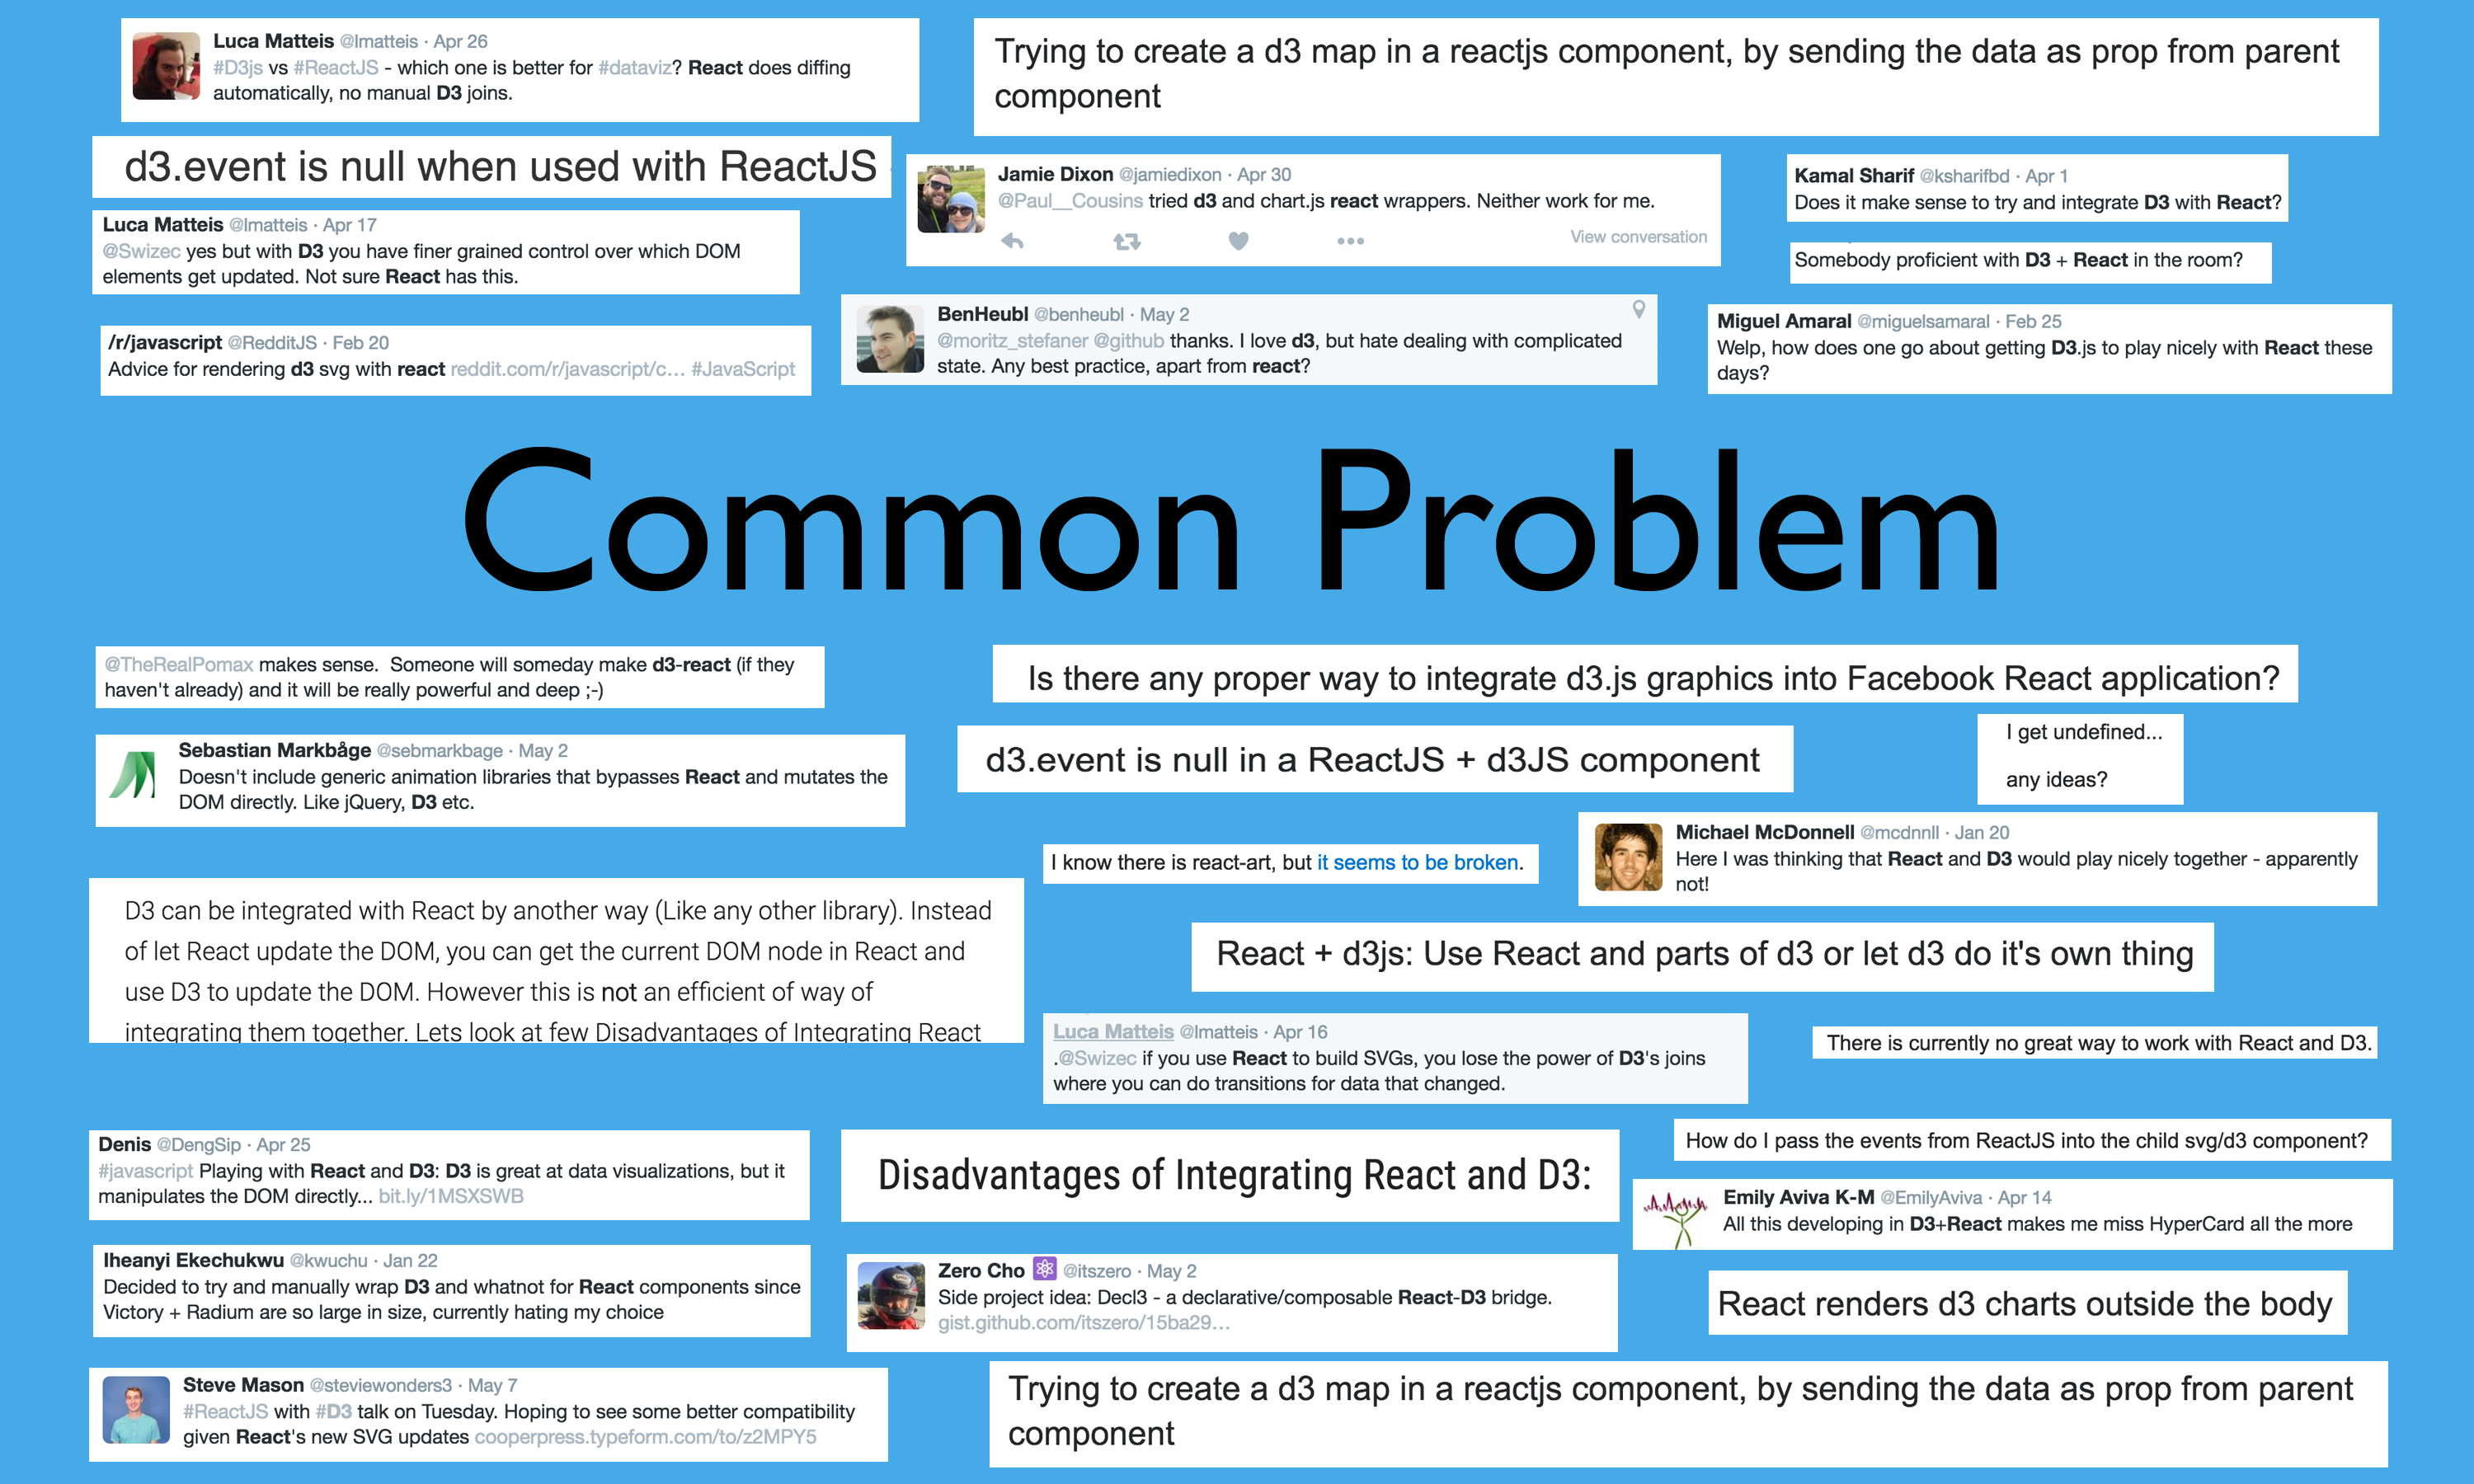 Luca Matteis @lmatteis · Apr 26
#D3js vs #ReactJS - which one is better for #dataviz? React does diffing
automatically, no manual D3 joins.
Trying to create a d3 map in a reactjs component, by sending the data as prop from parent
component
d3.event is null when used with ReactJS
Jamie Dixon @jamiedixon · Apr 30
@Paul__Cousins tried d3 and chart.js react wrappers. Neither work for me.
View conversation
Kamal Sharif @ksharifbd · Apr 1
Does it make sense to try and integrate D3 with React?
Luca Matteis @lmatteis · Apr 17
@Swizec yes but with D3 you have finer grained control over which DOM
elements get updated. Not sure React has this.
Somebody proficient with D3 + React in the room?
BenHeubl @benheubl · May 2
@moritz_stefaner @github thanks. I love d3, but hate dealing with complicated
state. Any best practice, apart from react?
Miguel Amaral @miguelsamaral · Feb 25
Welp, how does one go about getting D3.js to play nicely with React these
days?
/r/javascript @RedditJS · Feb 20
Advice for rendering d3 svg with react reddit.com/r/javascript/c… #JavaScript
Common Problem
@TheRealPomax makes sense. Someone will someday make d3-react (if they
haven't already) and it will be really powerful and deep ;-)
Is there any proper way to integrate d3.js graphics into Facebook React application?
Sebastian Markbåge @sebmarkbage · May 2
Doesn't include generic animation libraries that bypasses React and mutates the
DOM directly. Like jQuery, D3 etc.
d3.event is null in a ReactJS + d3JS component
I get undefined...
any ideas?
I know there is react-art, but it seems to be broken.
Michael McDonnell @mcdnnll · Jan 20
Here I was thinking that React and D3 would play nicely together - apparently
not!
D3 can be integrated with React by another way (Like any other library). Instead
of let React update the DOM, you can get the current DOM node in React and
use D3 to update the DOM. However this is not an efficient of way of
integrating them together. Lets look at few Disadvantages of Integrating React
React + d3js: Use React and parts of d3 or let d3 do it's own thing
Luca Matteis @lmatteis · Apr 16
.@Swizec if you use React to build SVGs, you lose the power of D3's joins
where you can do transitions for data that changed.
There is currently no great way to work with React and D3.
Denis @DengSip · Apr 25
#javascript Playing with React and D3: D3 is great at data visualizations, but it
manipulates the DOM directly... bit.ly/1MSXSWB
Disadvantages of Integrating React and D3:
How do I pass the events from ReactJS into the child svg/d3 component?
Emily Aviva K-M @EmilyAviva · Apr 14
All this developing in D3+React makes me miss HyperCard all the more
Iheanyi Ekechukwu @kwuchu · Jan 22
Decided to try and manually wrap D3 and whatnot for React components since
Victory + Radium are so large in size, currently hating my choice
Zero Cho @itszero · May 2
Side project idea: Decl3 - a declarative/composable React-D3 bridge.
gist.github.com/itszero/15ba29…
React renders d3 charts outside the body
Steve Mason @steviewonders3 · May 7
#ReactJS with #D3 talk on Tuesday. Hoping to see some better compatibility
given React's new SVG updates cooperpress.typeform.com/to/z2MPY5
Trying to create a d3 map in a reactjs component, by sending the data as prop from parent
component